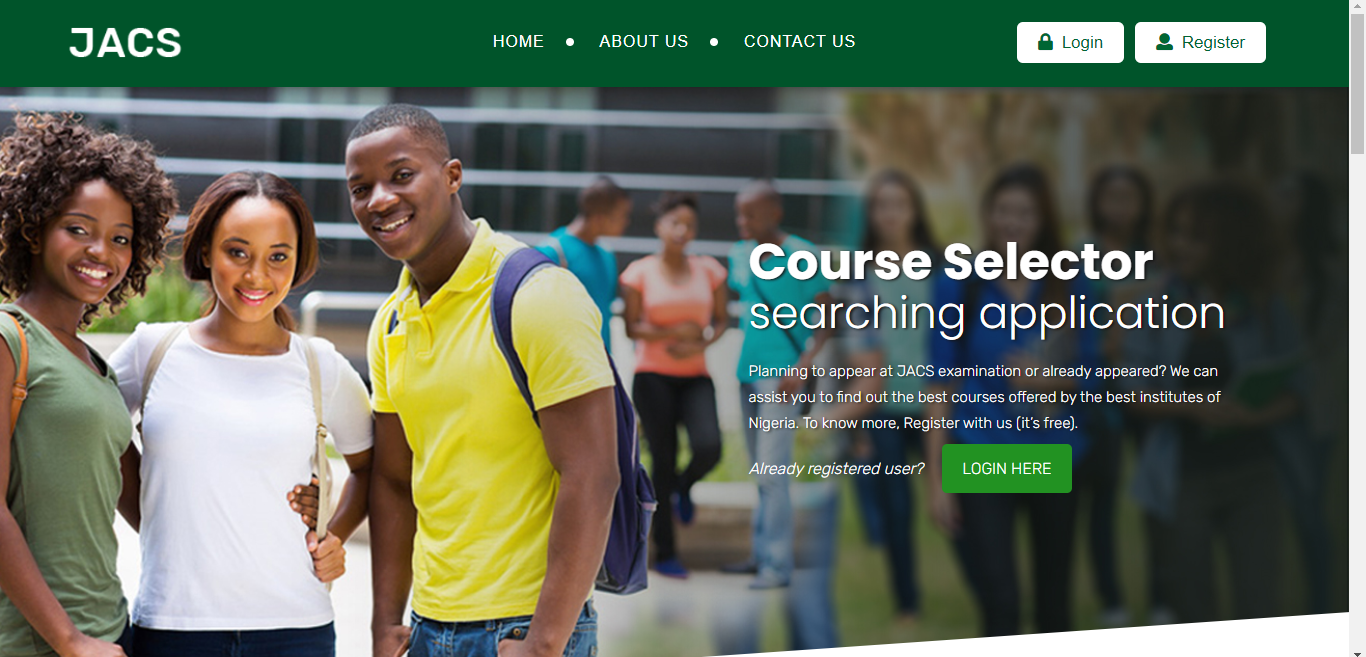 JACS
HOME
ABOUT US
CONTACT US
Login
Register
Course Selector
searching application
Planning to appear at JACS examination or already appeared? We can
assist you to find out the best courses offered by the best institutes of
Nigeria. To know more, Register with us (it's free).
Already registered user?
LOGIN HERE